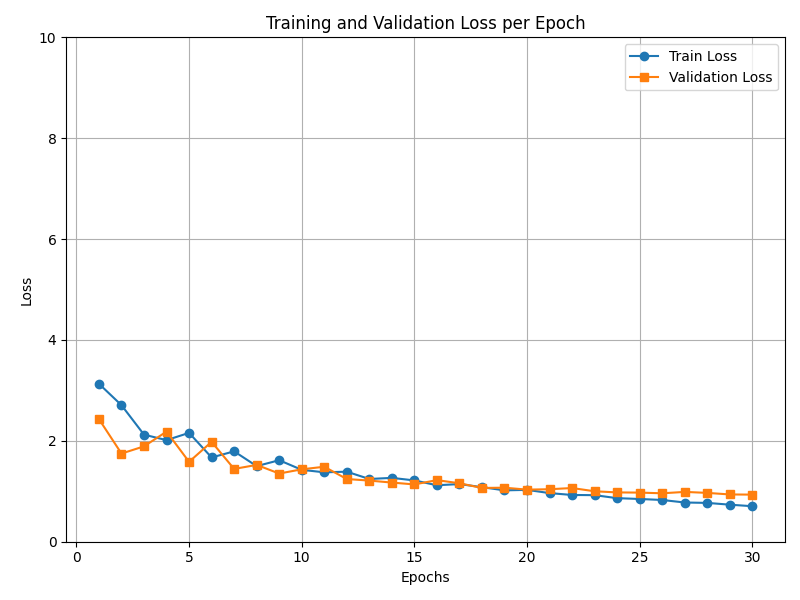 Training and Validation Loss per Epoch
Train Loss
Validation Loss
10
8
6
4
2
0
Loss
0 5 10 15 20 25 30
Epochs